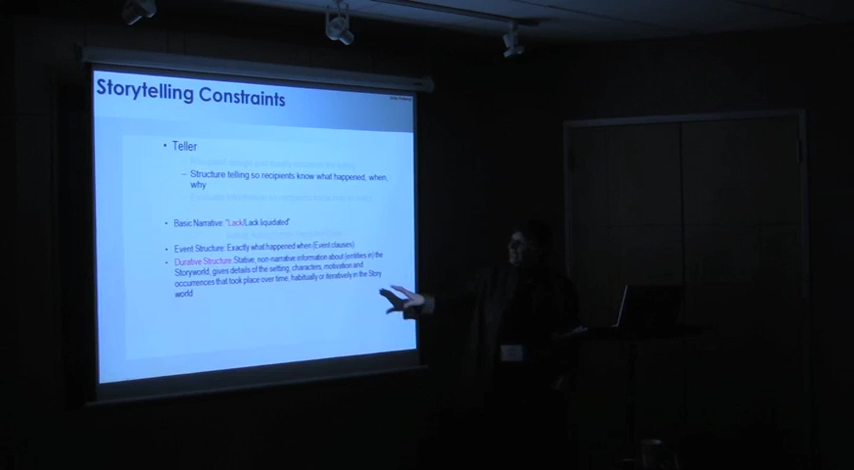 Storytelling Constraints
• Teller
– Structure telling so recipients know what happened, when,
why
• Basic Narrative: "Lack/Lack liquidated"
• Event Structure: Exactly what happened when (Event clauses)
• Durative Structure: Stative, non-narrative information about (entities in) the
Storyworld, gives details of the setting, characters, motivation and
occurrences that took place over time, habitually or iteratively in the Story
world